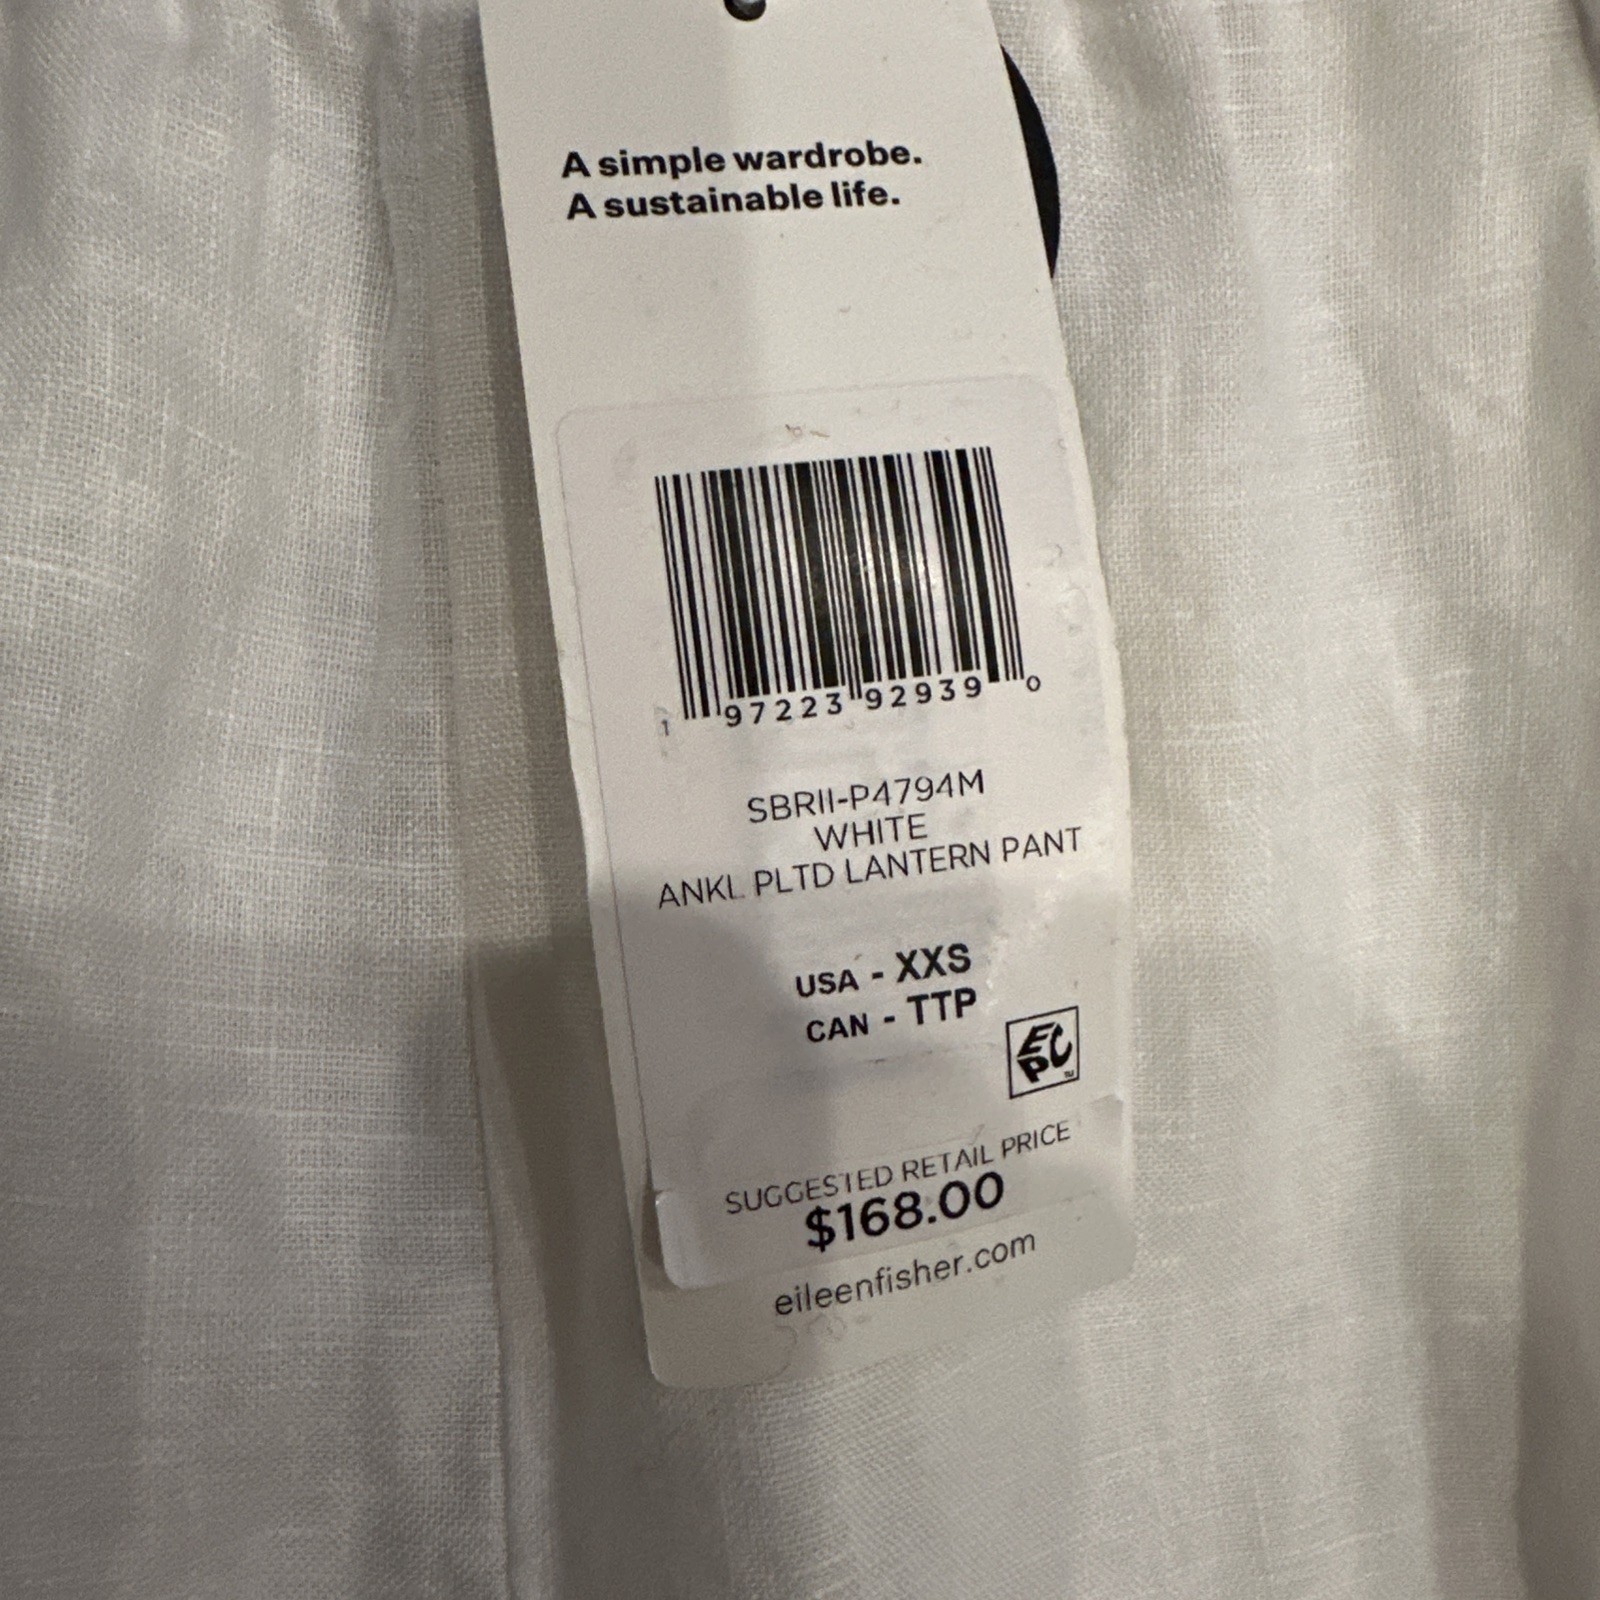 A simple wardrobe.
A sustainable life.
1 97223 92939 0
SBRII-P4794M
WHITE
ANKL PLTD LANTERN PANT
USA - XXS
CAN - TTP
EPC TM
SUGGESTED RETAIL PRICE
$168.00
eileenfisher.com